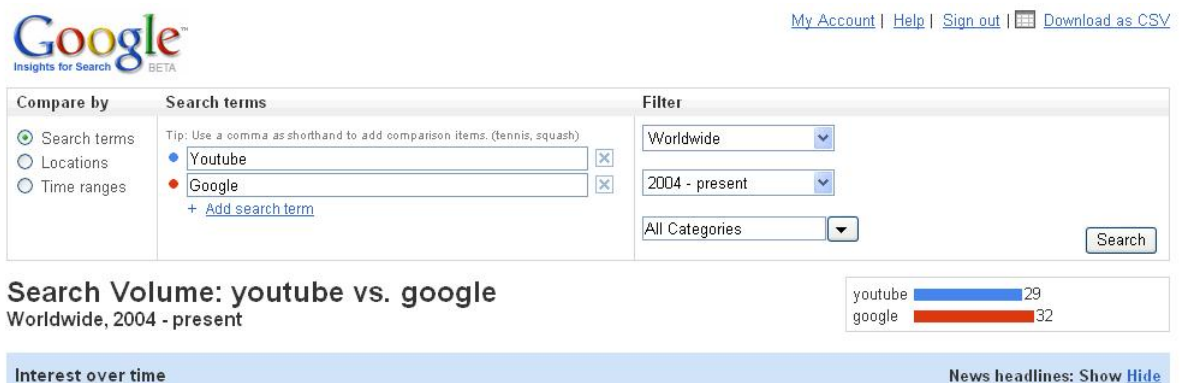 My Account | Help | Sign out | Download as CSV
Google™
Insights for Search BETA
Compare by
Search terms
Filter
Search terms
Locations
Time ranges
Tip: Use a comma as shorthand to add comparison items. (tennis, squash)
Youtube
Google
+ Add search term
Worldwide
2004 - present
All Categories
Search
Search Volume: youtube vs. google
Worldwide, 2004 - present
youtube 29
google 32
Interest over time
News headlines: Show Hide